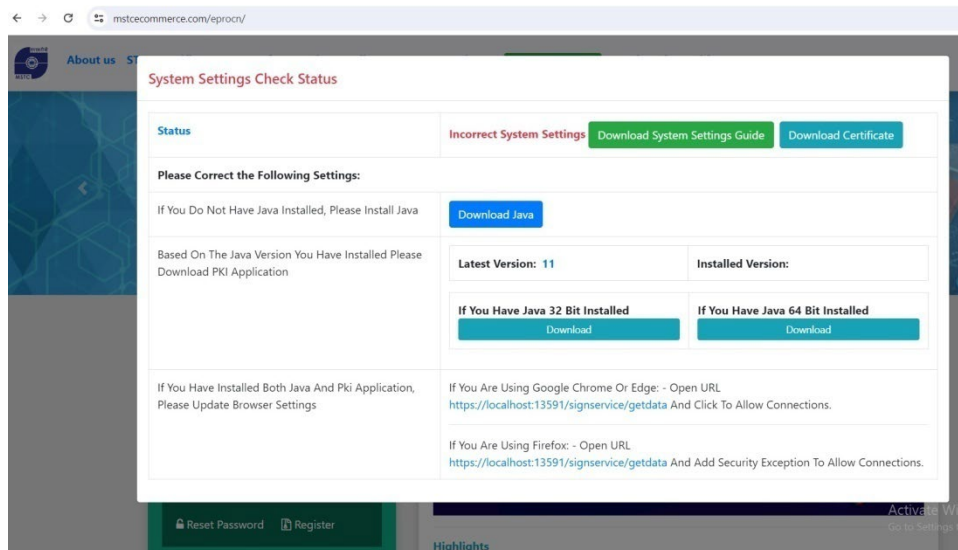 mstcecommerce.com/eprocn/
MSTC
About us
System Settings Check Status
Status
Incorrect System Settings
Download System Settings Guide
Download Certificate
Please Correct the Following Settings:
If You Do Not Have Java Installed, Please Install Java
Download Java
Based On The Java Version You Have Installed Please
Download PKI Application
Latest Version: 11
Installed Version:
If You Have Java 32 Bit Installed
Download
If You Have Java 64 Bit Installed
Download
If You Have Installed Both Java And Pki Application,
Please Update Browser Settings
If You Are Using Google Chrome Or Edge: - Open URL
https://localhost:13591/signservice/getdata And Click To Allow Connections.
If You Are Using Firefox: - Open URL
https://localhost:13591/signservice/getdata And Add Security Exception To Allow Connections.
Reset Password
Register
Highlights
Activate W
Go to Settings